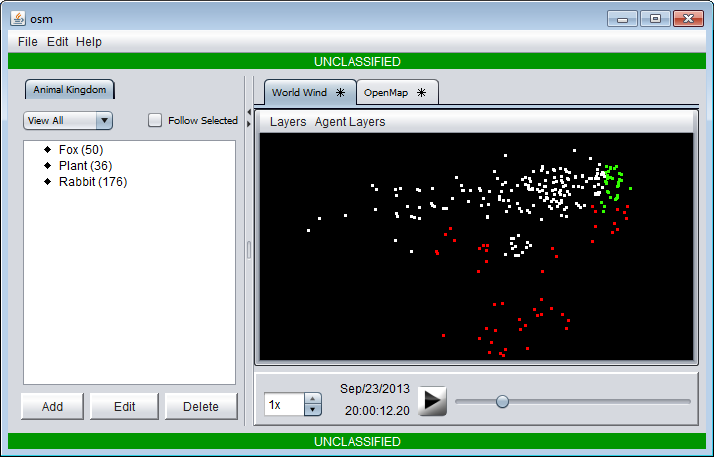 osm
File Edit Help
UNCLASSIFIED
Animal Kingdom
View All
Follow Selected
Fox (50)
Plant (36)
Rabbit (176)
Add Edit Delete
World Wind OpenMap
Layers Agent Layers
1x
Sep/23/2013
20:00:12.20
UNCLASSIFIED